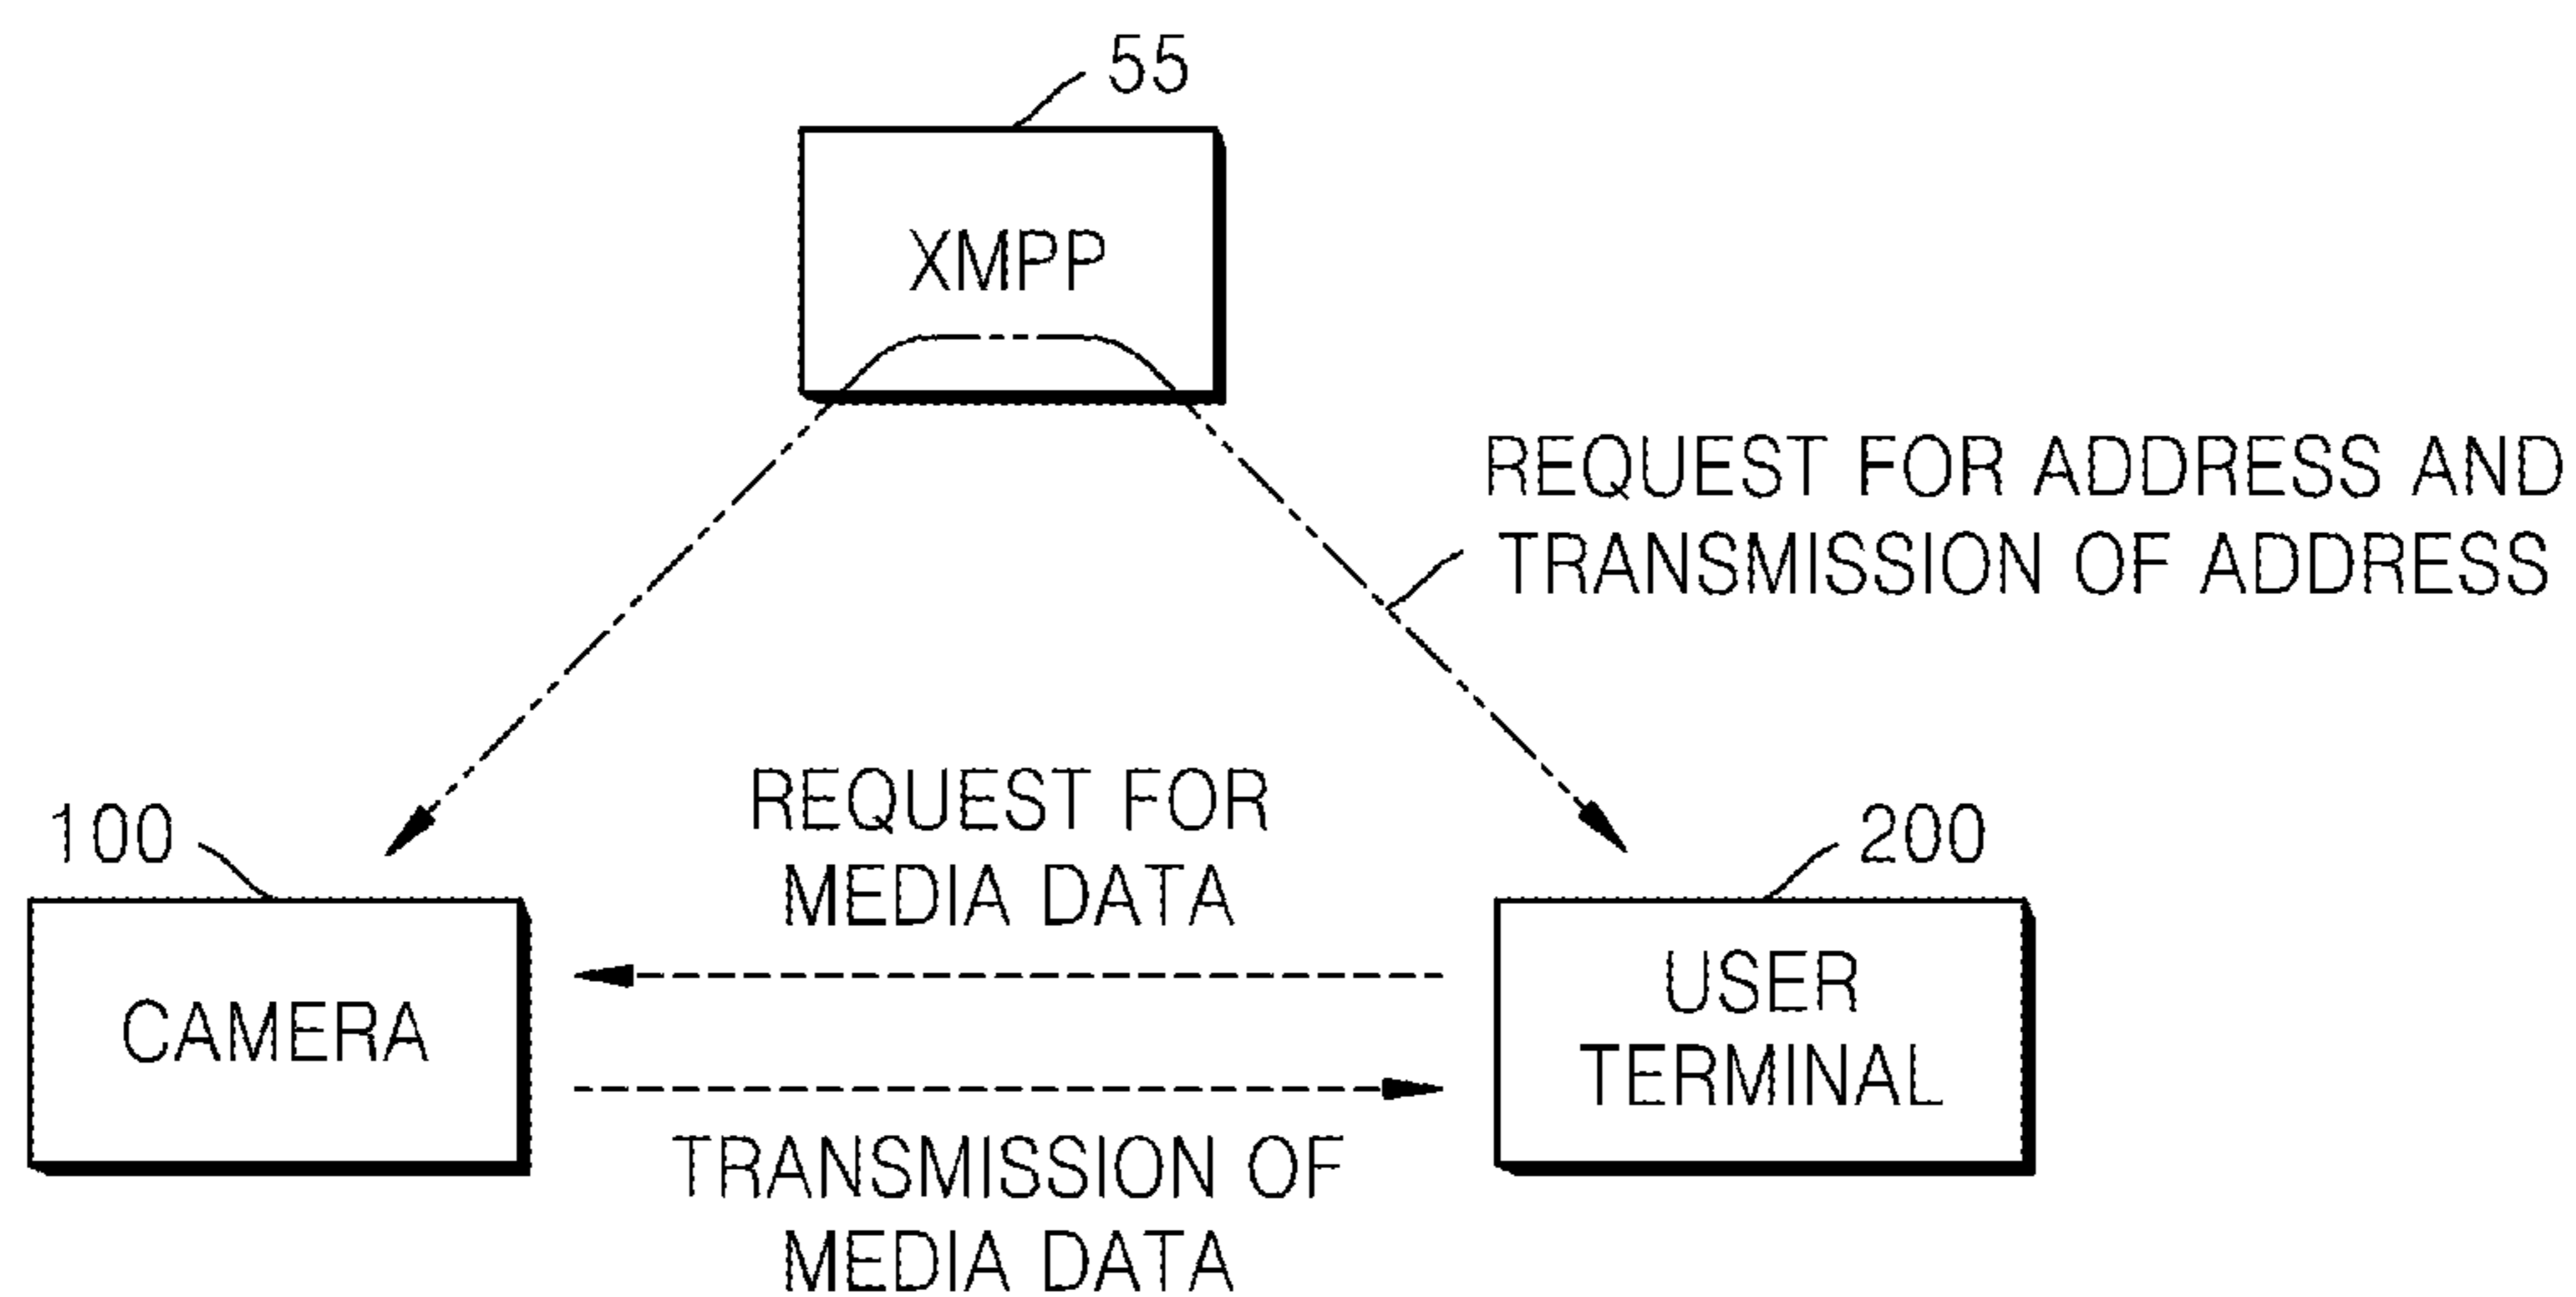 55
XMPP
REQUEST FOR ADDRESS AND
TRANSMISSION OF ADDRESS
REQUEST FOR
MEDIA DATA
100
200
CAMERA
USER
TERMINAL
TRANSMISSION OF
MEDIA DATA